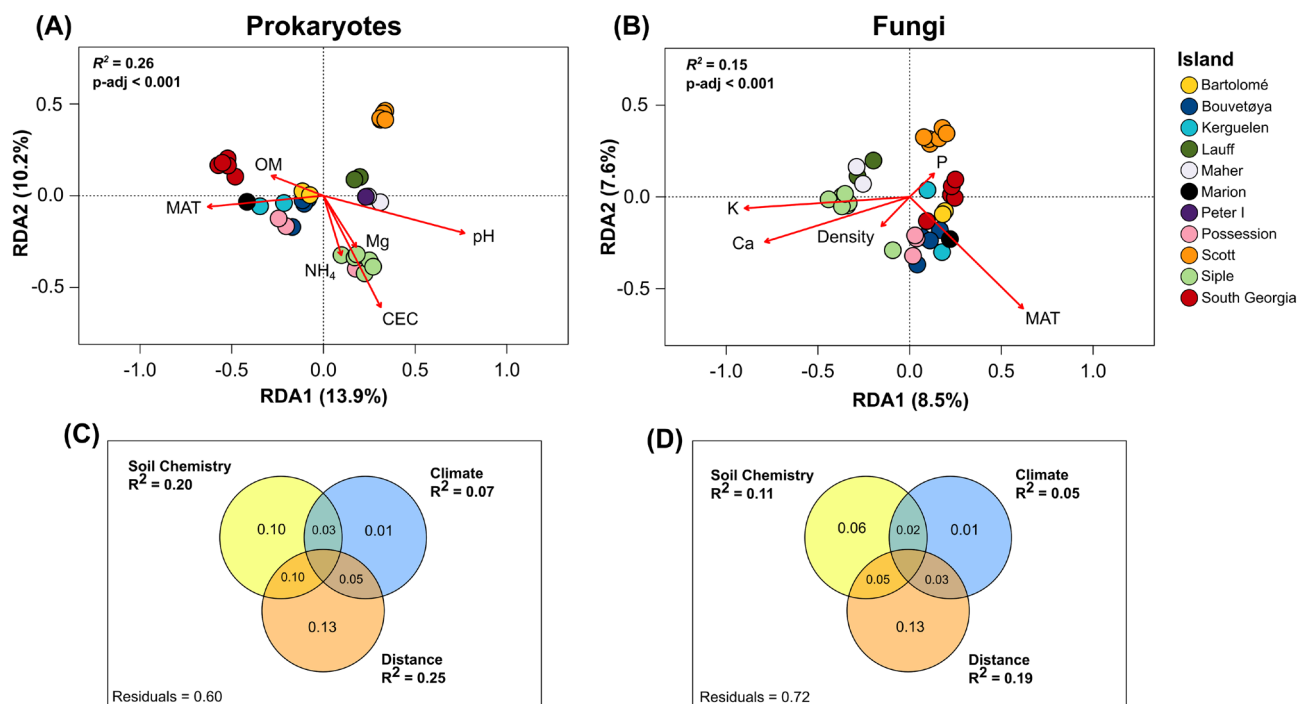 (A)
Prokaryotes
R² = 0.26
p-adj < 0.001
RDA2 (10.2%)
0.5
0.0
-0.5
OM
MAT
pH
Mg
NH₄
CEC
-1.0 -0.5 0.0 0.5 1.0
RDA1 (13.9%)
(B)
Fungi
R² = 0.15
p-adj < 0.001
RDA2 (7.6%)
0.5
0.0
-0.5
P
K
Ca
Density
MAT
-1.0 -0.5 0.0 0.5 1.0
RDA1 (8.5%)
Island
Bartolomé
Bouvetøya
Kerguelen
Lauff
Maher
Marion
Peter I
Possession
Scott
Siple
South Georgia
(C)
Soil Chemistry
R² = 0.20
Climate
R² = 0.07
0.10
0.03
0.01
0.10
0.05
0.13
Distance
R² = 0.25
Residuals = 0.60
(D)
Soil Chemistry
R² = 0.11
Climate
R² = 0.05
0.06
0.02
0.01
0.05
0.03
0.13
Distance
R² = 0.19
Residuals = 0.72